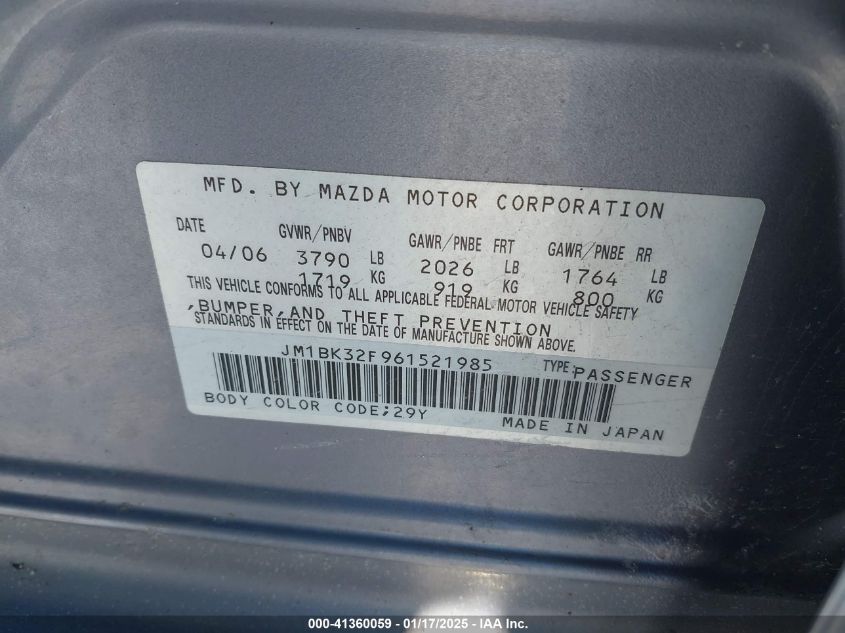 MFD. BY MAZDA MOTOR CORPORATION
DATE GVWR/PNBV GAWR/PNBE FRT GAWR/PNBE RR
04/06 3790 LB 2026 LB 1764 LB
1719 KG 919 KG 800 KG
THIS VEHICLE CONFORMS TO ALL APPLICABLE FEDERAL MOTOR VEHICLE SAFETY
,BUMPER,AND THEFT PREVENTION
STANDARDS IN EFFECT ON THE DATE OF MANUFACTURE SHOWN ABOVE.
JM1BK32F961521985 TYPE:PASSENGER
BODY COLOR CODE;29Y
MADE IN JAPAN
000-41360059 - 01/17/2025 - IAA Inc.